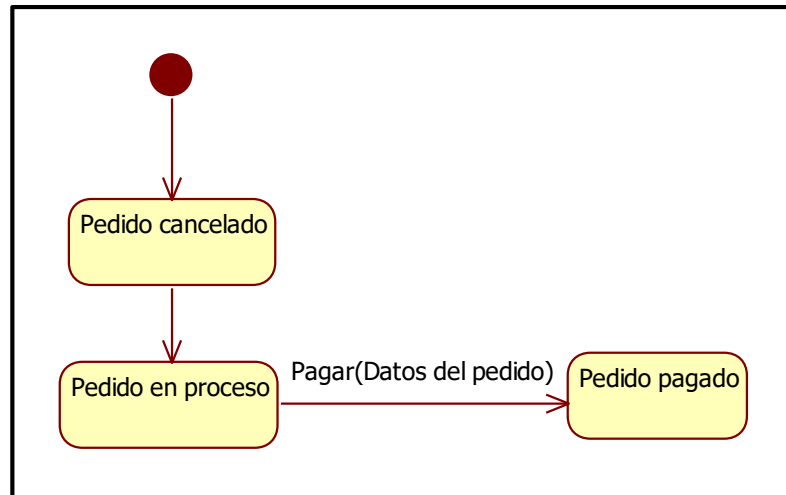 Pedido cancelado
Pedido en proceso
Pagar(Datos del pedido)
Pedido pagado